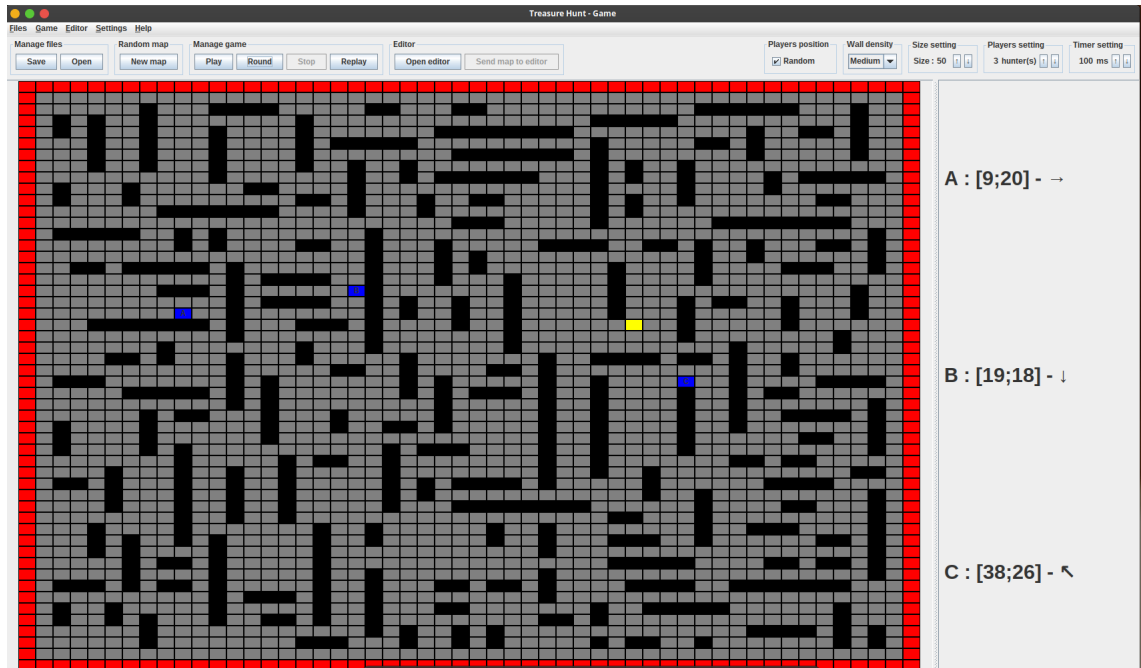 Treasure Hunt - Game
Files Game Editor Settings Help
Manage files Random map Manage game Editor Players position Wall density Size setting Players setting Timer setting
Save Open New map Play Round Stop Replay Open editor Send map to editor Random Medium Size : 50 ↑ ↓ 3 hunter(s) ↑ ↓ 100 ms ↑ ↓
A : [9;20] - →
B : [19;18] - ↓
C : [38;26] - ↖